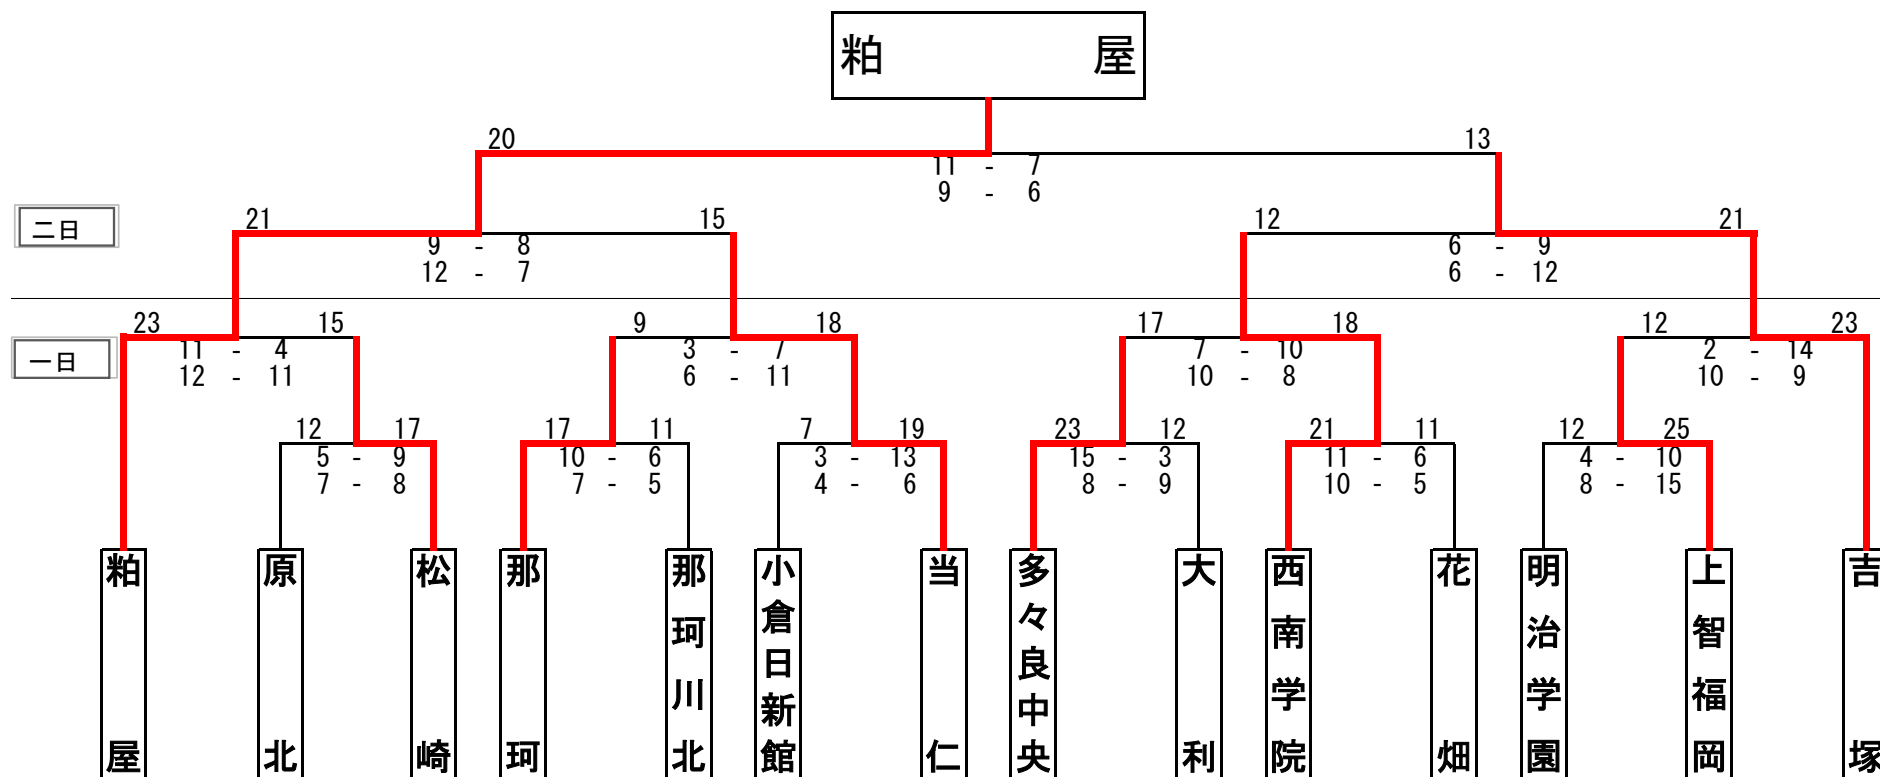 粕屋
20 13
11 - 7
9 - 6
二日
21 15 12 21
9 - 8 6 - 9
12 - 7 6 - 12
一日
23 15 9 18 17 18 12 23
11 - 4 3 - 7 7 - 10 2 - 14
12 - 11 6 - 11 10 - 8 10 - 9
12 17 17 11 7 19 23 12 21 11 12 25
5 - 9 10 - 6 3 - 13 15 - 3 11 - 6 4 - 10
7 - 8 7 - 5 4 - 6 8 - 9 10 - 5 8 - 15
粕屋
原北
松崎
那珂
那珂川北
小倉日新館
当仁
多々良中央
大利
西南学院
花畑
明治学園
上智福岡
吉塚